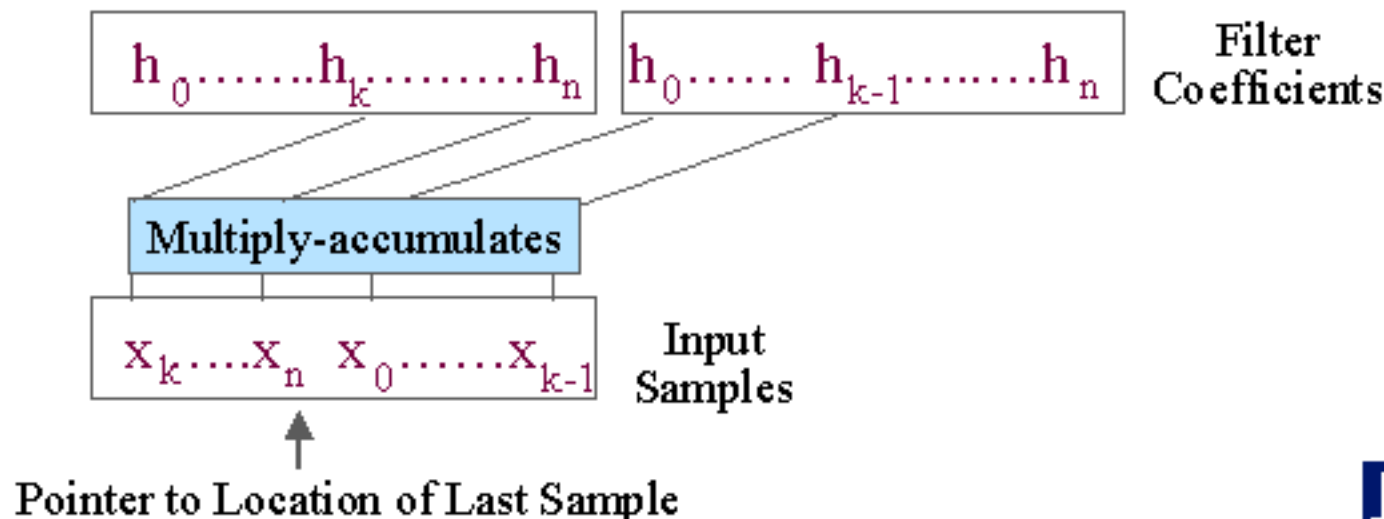 h₀.......hₖ.........hₙ h₀...... hₖ₋₁.........hₙ
Filter
Coefficients
Multiply-accumulates
xₖ.....xₙ x₀......xₖ₋₁
Input
Samples
Pointer to Location of Last Sample